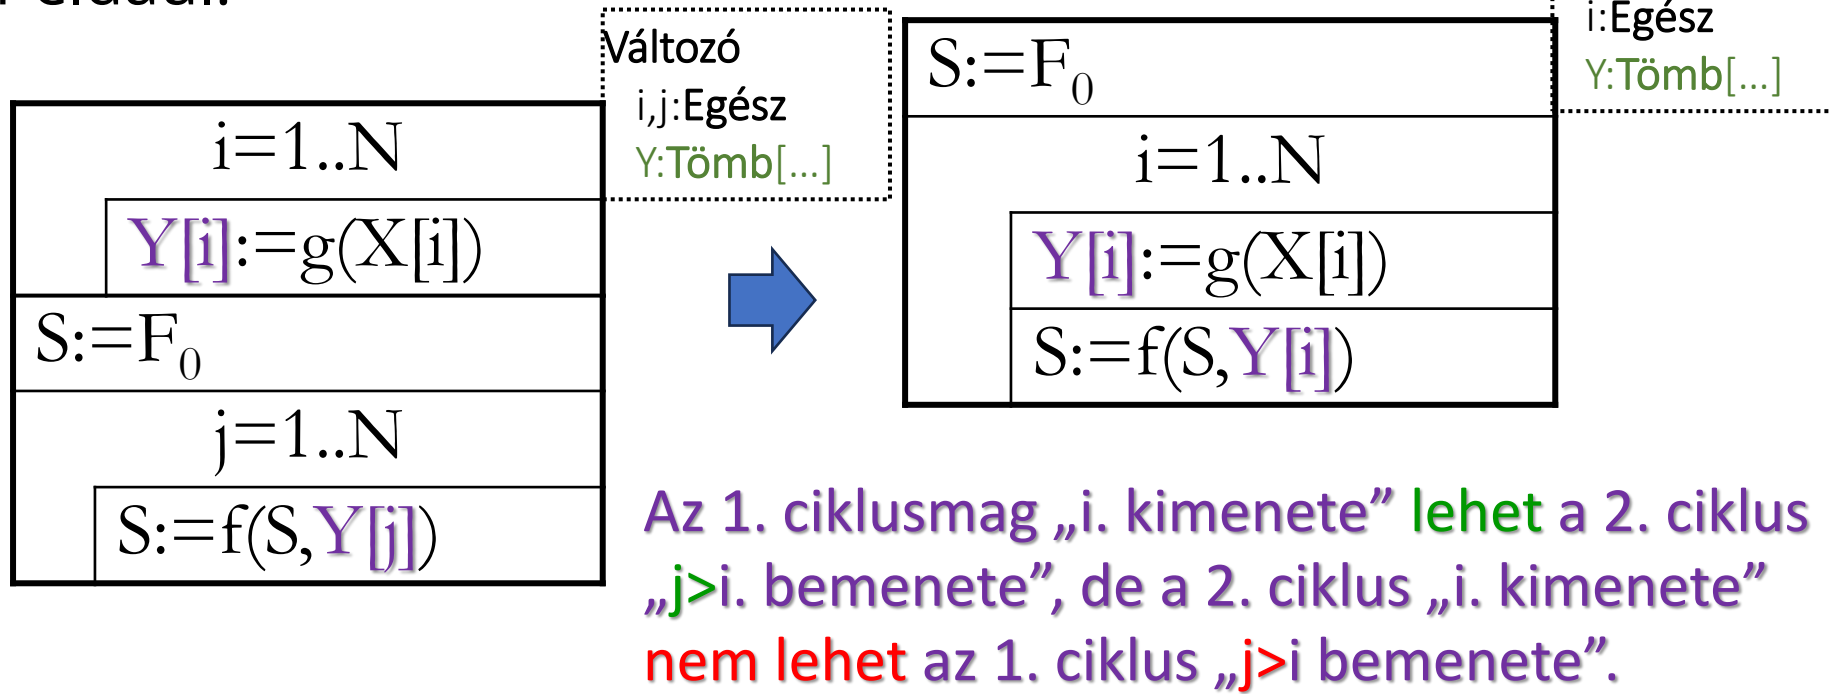 Például:
i=1..N
Y[i]:=g(X[i])
S:=F₀
j=1..N
S:=f(S,Y[j])
Változó
i,j:Egész
Y:Tömb[...]
S:=F₀
i=1..N
Y[i]:=g(X[i])
S:=f(S,Y[i])
i:Egész
Y:Tömb[...]
Az 1. ciklusmag „i. kimenete” lehet a 2. ciklus
„j>i. bemenete”, de a 2. ciklus „i. kimenete”
nem lehet az 1. ciklus „j>i bemenete”.